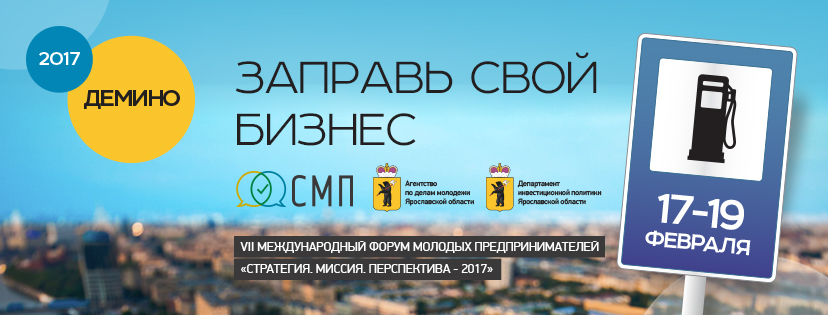 2017
ДЕМИНО
ЗАПРАВЬ СВОЙ
БИЗНЕС
СМП
Агентство
по делам молодежи
Ярославской области
Департамент
инвестиционной политики
Ярославской области
VII МЕЖДУНАРОДНЫЙ ФОРУМ МОЛОДЫХ ПРЕДПРИНИМАТЕЛЕЙ
«СТРАТЕГИЯ. МИССИЯ. ПЕРСПЕКТИВА - 2017»
17-19
ФЕВРАЛЯ